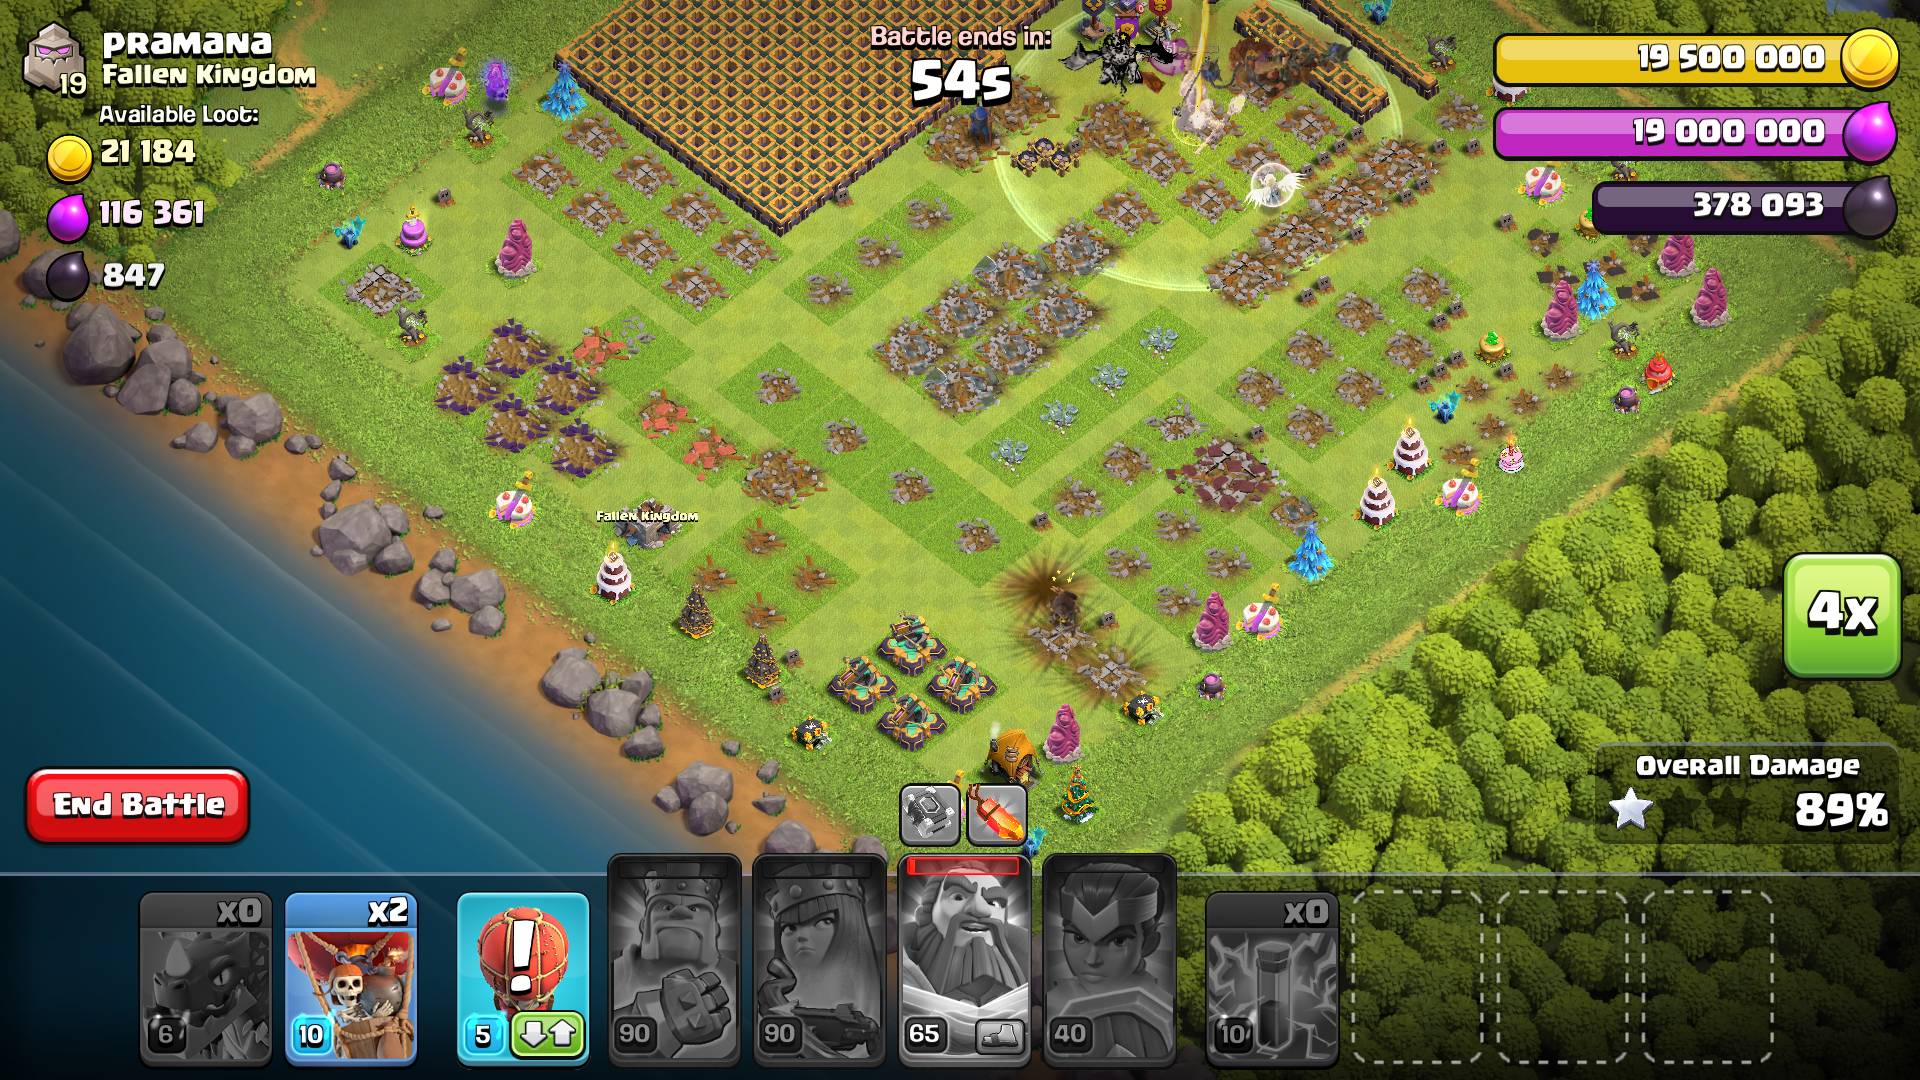 PRAMANA
Fallen Kingdom
19
Available Loot:
21 184
116 361
847
Battle ends in:
54s
19 500 000
19 000 000
378 093
Fallen Kingdom
4x
Overall Damage
89%
End Battle
x0
6
x2
10
!
5
90
90
65
40
x0
10